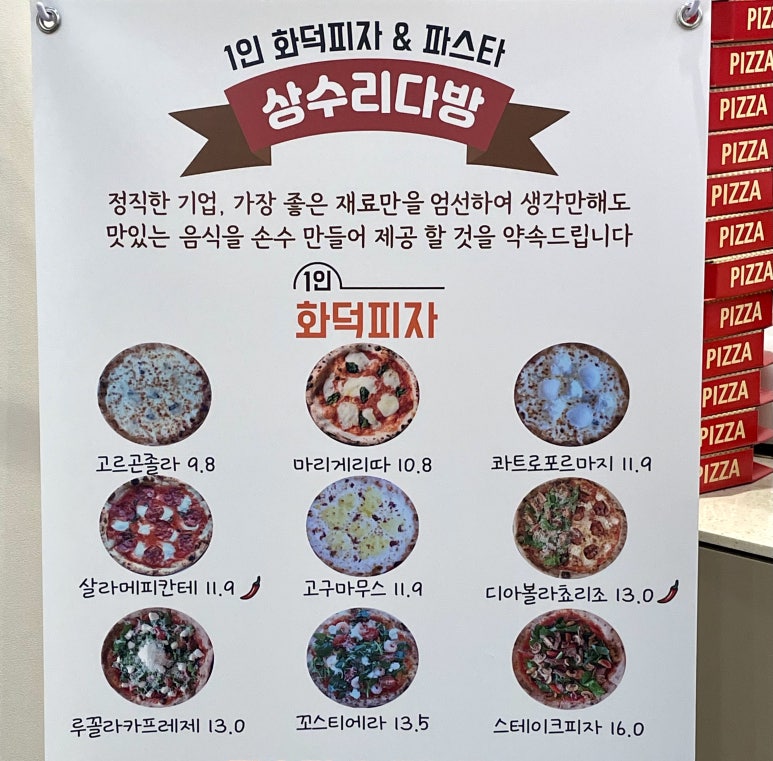 1인 화덕피자 & 파스타
상수리다방
정직한 기업, 가장 좋은 재료만을 엄선하여 생각만해도
맛있는 음식을 손수 만들어 제공 할 것을 약속드립니다
1인
화덕피자
고르곤졸라 9.8
마리게리따 10.8
콰트로포르마지 11.9
살라메피칸테 11.9
고구마무스 11.9
디아볼라쵸리조 13.0
루꼴라카프레제 13.0
꼬스티에라 13.5
스테이크피자 16.0
PIZ
PIZZA
PIZZA
PIZZA
PIZZA
PIZZA
PIZZA
PIZZA
PIZZA
PIZZA
PIZZA
PIZZA